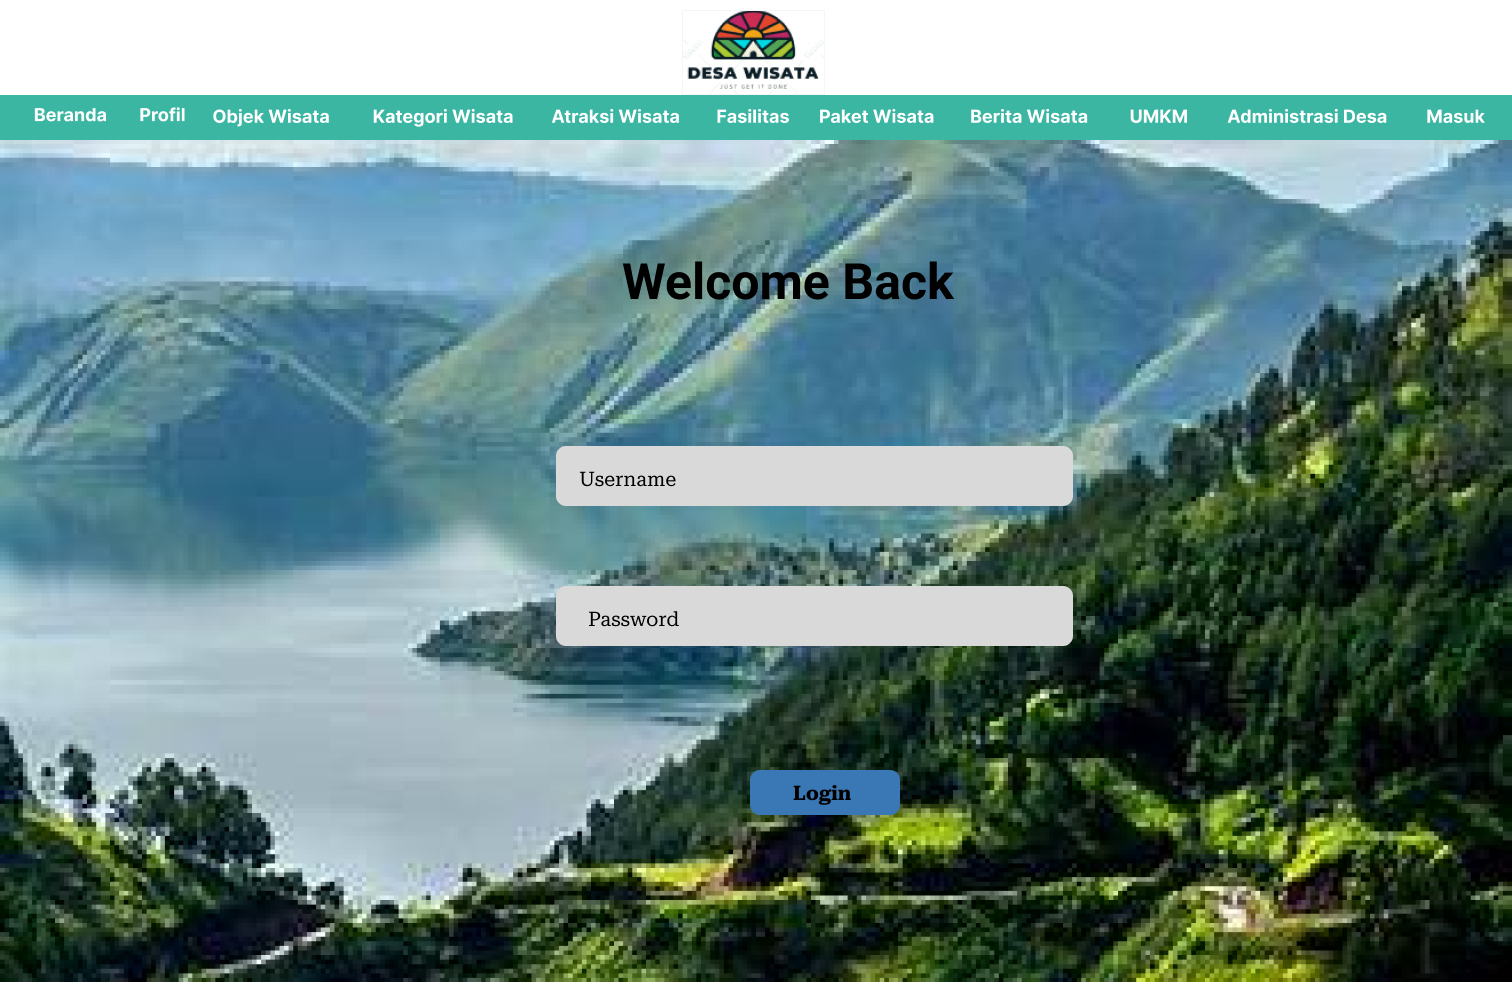 DESA WISATA
JUST GET IT DONE
Beranda Profil Objek Wisata Kategori Wisata Atraksi Wisata Fasilitas Paket Wisata Berita Wisata UMKM Administrasi Desa Masuk
Welcome Back
Username
Password
Login